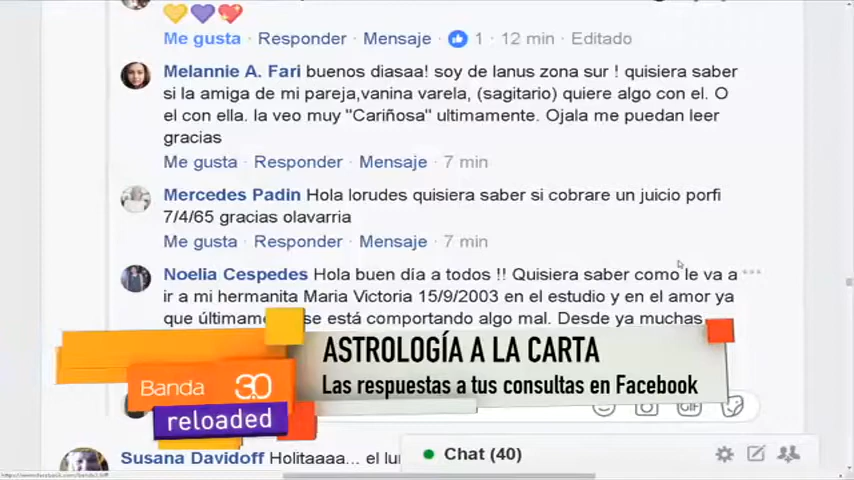 Me gusta · Responder · Mensaje · 1 · 12 min · Editado
Melannie A. Fari buenos diasaa! soy de lanus zona sur ! quisiera saber
si la amiga de mi pareja,vanina varela, (sagitario) quiere algo con el. O
el con ella. la veo muy "Cariñosa" ultimamente. Ojala me puedan leer
gracias
Me gusta · Responder · Mensaje · 7 min
Mercedes Padin Hola lorudes quisiera saber si cobrare un juicio porfi
7/4/65 gracias olavarria
Me gusta · Responder · Mensaje · 7 min
Noelia Cespedes Hola buen día a todos !! Quisiera saber como le va a
ir a mi hermanita Maria Victoria 15/9/2003 en el estudio y en el amor ya
que últimam se está comportando algo mal. Desde ya muchas
ASTROLOGÍA A LA CARTA
Las respuestas a tus consultas en Facebook
Banda 3.0
reloaded
GIF
Susana Davidoff Holitaaaa... el lu
Chat (40)